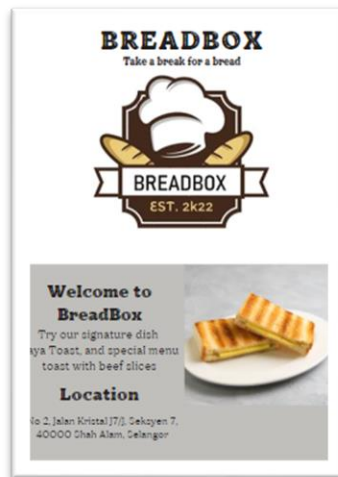 BREADBOX
Take a break for a bread
BREADBOX
EST. 2k22
Welcome to
BreadBox
Try our signature dish
aya Toast, and special menu
toast with beef slices
Location
No 2, Jalan Kristal J7/J, Seksyen 7,
40000 Shah Alam, Selangor